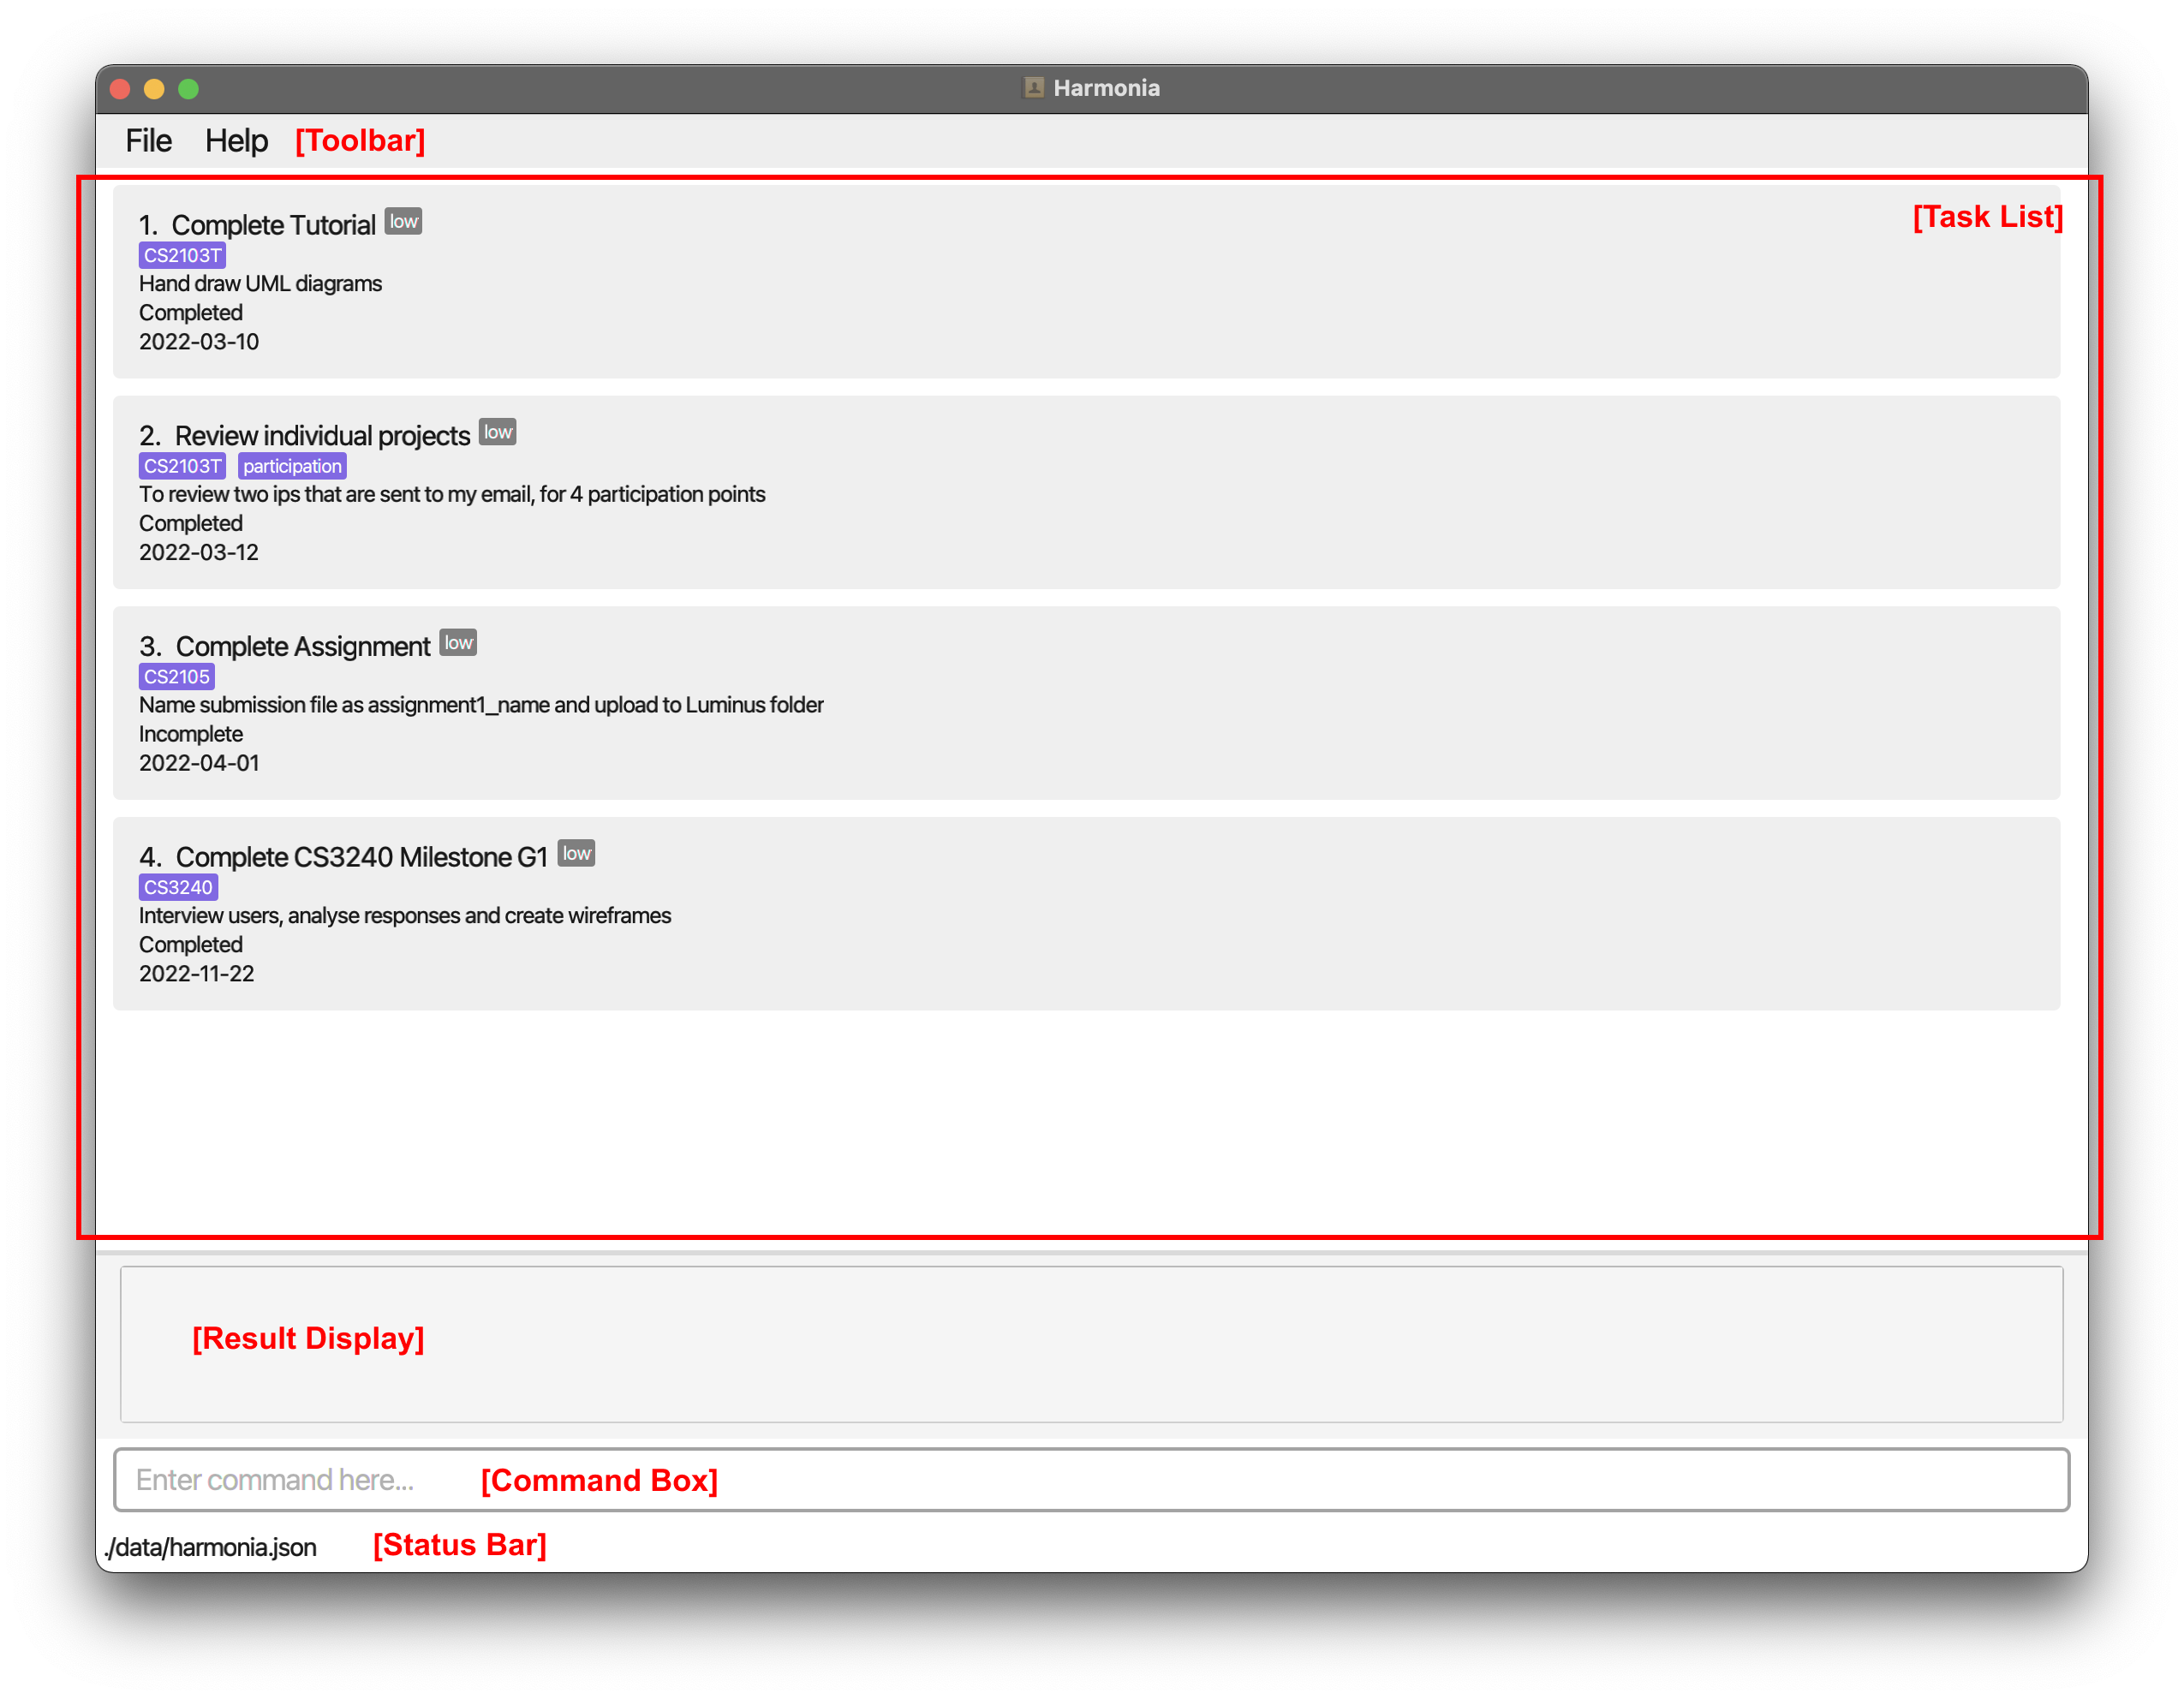 Harmonia
File Help [Toolbar]
[Task List]
1. Complete Tutorial low
CS2103T
Hand draw UML diagrams
Completed
2022-03-10
2. Review individual projects low
CS2103T participation
To review two ips that are sent to my email, for 4 participation points
Completed
2022-03-12
3. Complete Assignment low
CS2105
Name submission file as assignment1_name and upload to Luminus folder
Incomplete
2022-04-01
4. Complete CS3240 Milestone G1 low
CS3240
Interview users, analyse responses and create wireframes
Completed
2022-11-22
[Result Display]
Enter command here... [Command Box]
./data/harmonia.json [Status Bar]